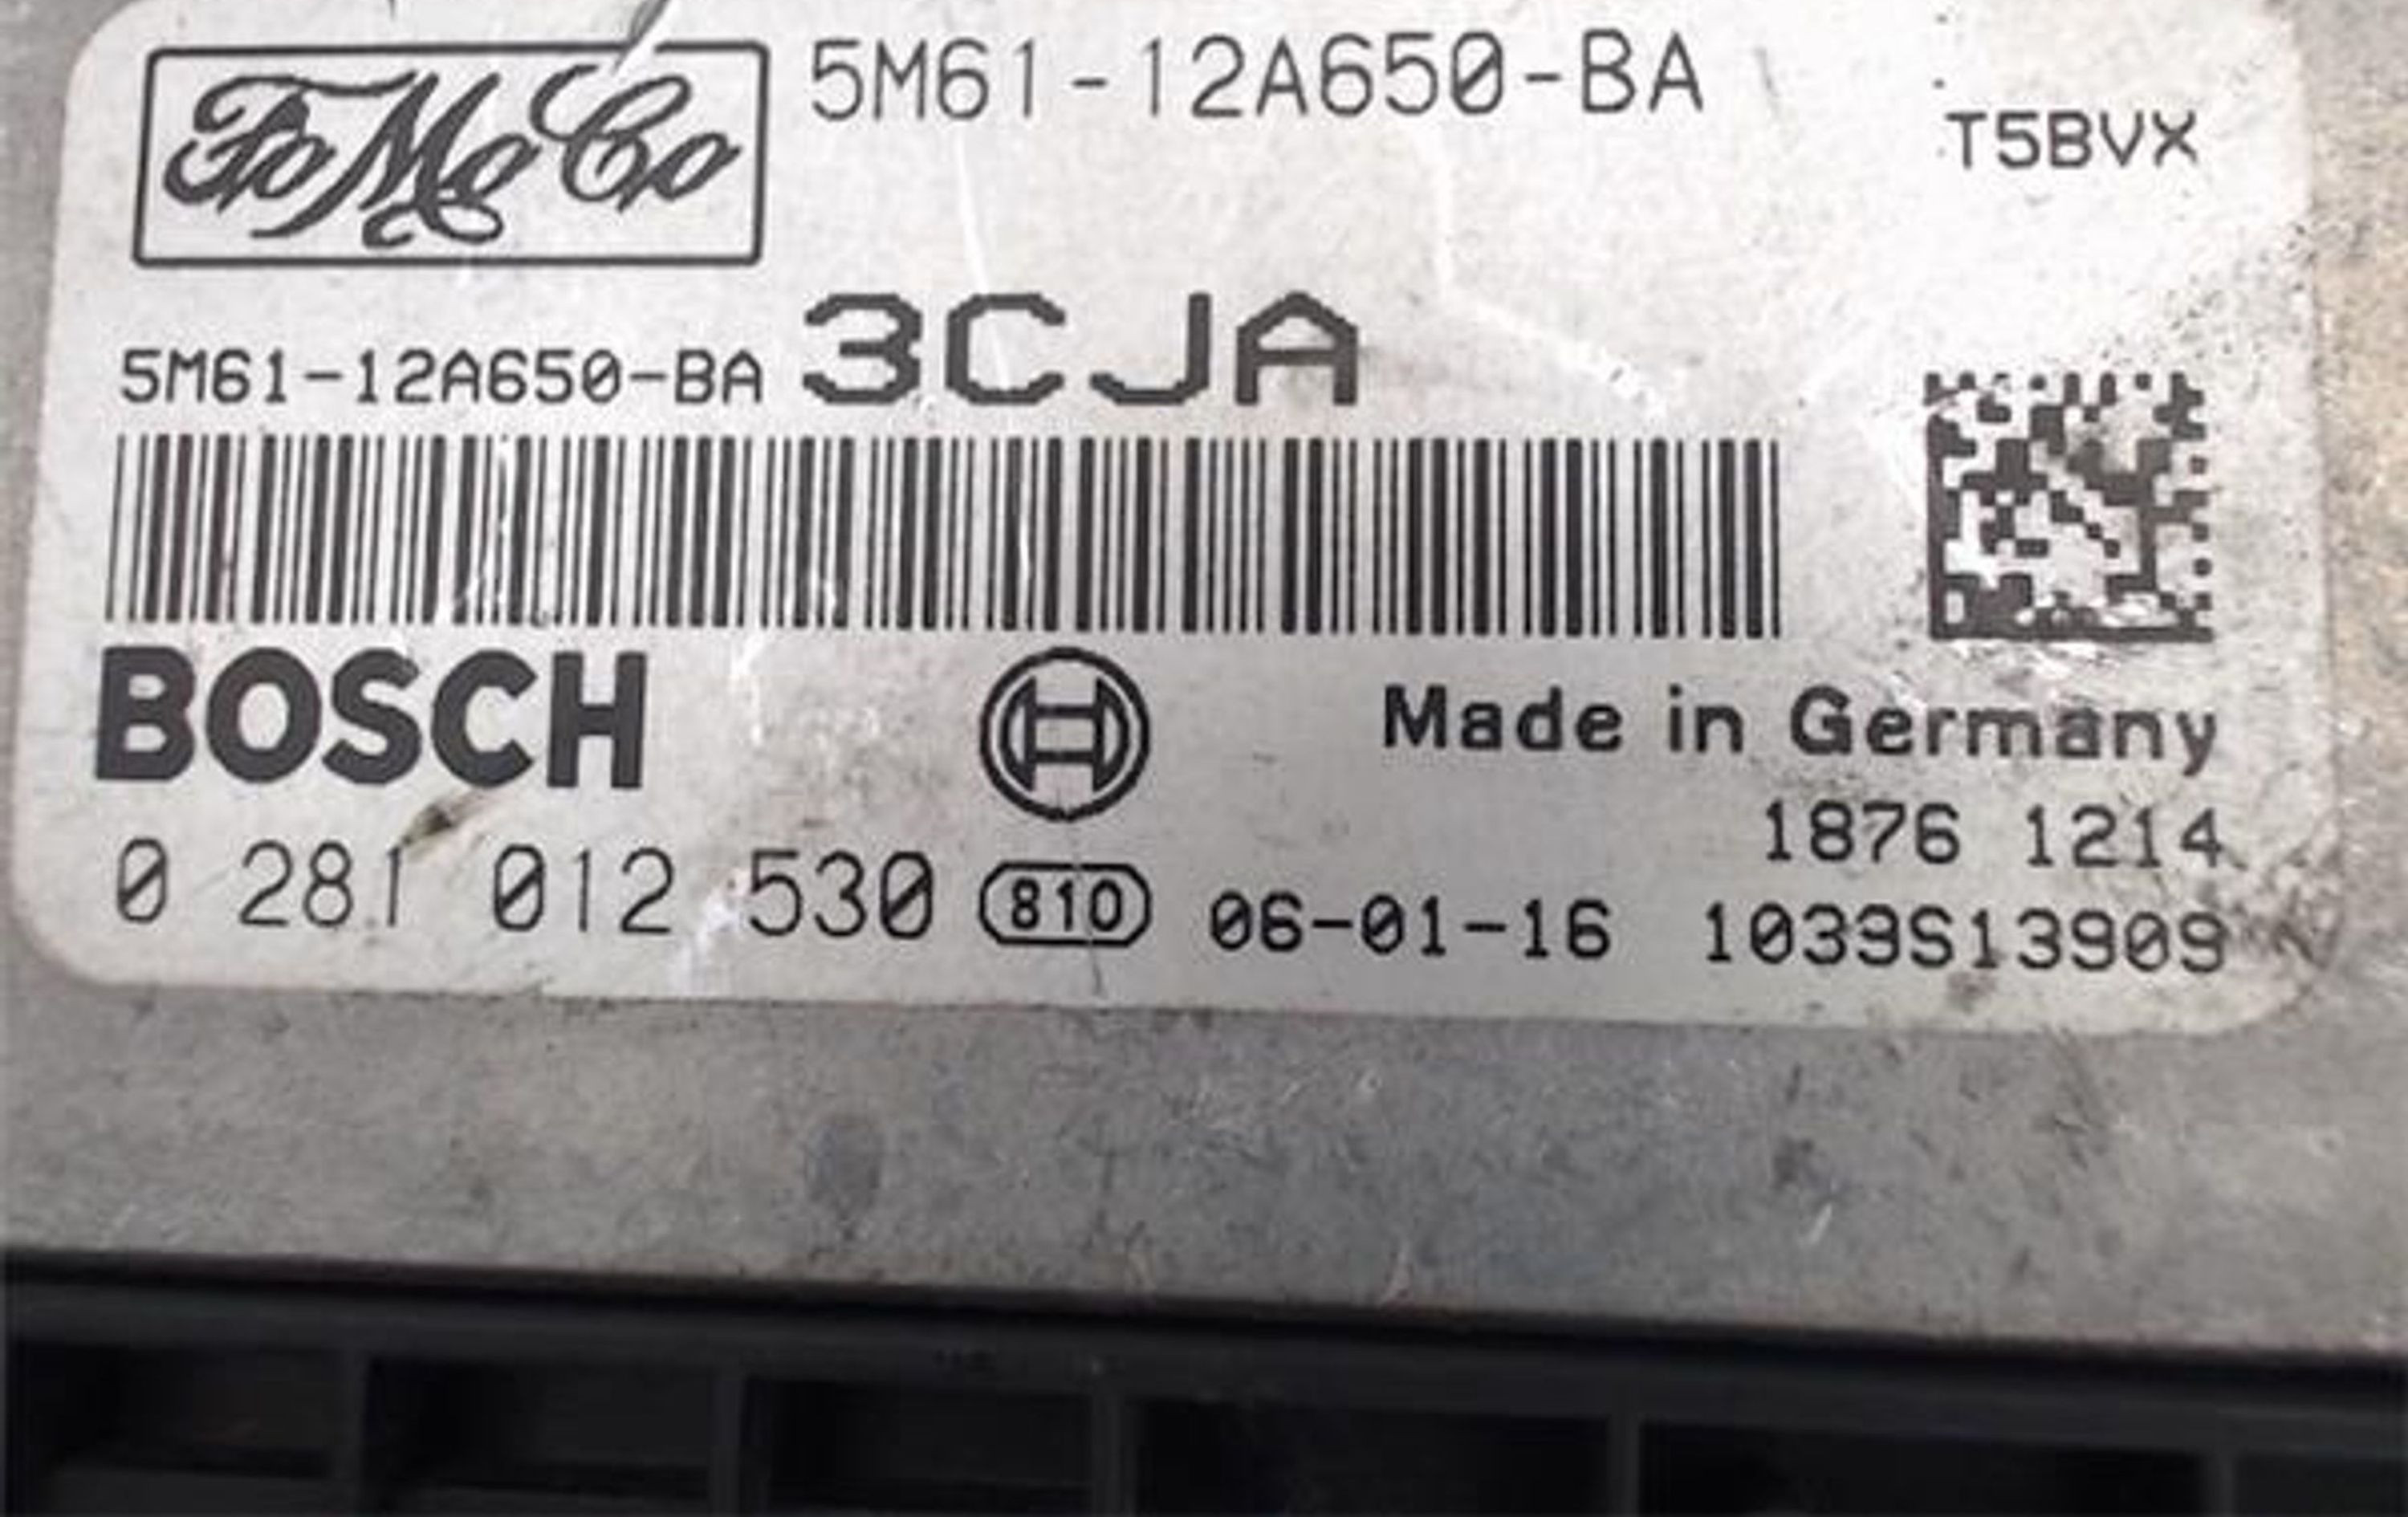 FoMoCo 5M61-12A650-BA
T5BVX
5M61-12A650-BA 3CJA
BOSCH
Made in Germany
1876 1214
0 281 012 530 810 06-01-16 1039S13909